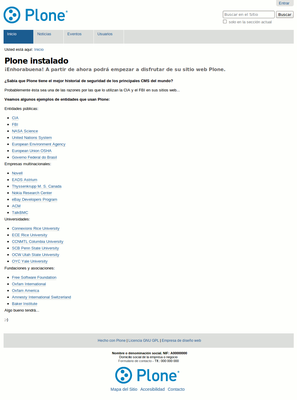 Entrar
Plone®
Buscar en el Sitio
Buscar
sólo en la sección actual
Inicio
Noticias
Eventos
Usuarios
Usted está aquí: Inicio
Plone instalado
¡Enhorabuena! A partir de ahora podrá empezar a disfrutar de su sitio web Plone.
¿Sabía que Plone tiene el mejor historial de seguridad de los principales CMS del mundo?
Probablemente ésta sea una de las razones por las que lo utilizan la CIA y el FBI en sus sitios web...
Veamos algunos ejemplos de entidades que usan Plone:
Entidades públicas:
CIA
FBI
NASA Science
United Nations System
European Environment Agency
European Union OSHA
Governo Federal do Brasil
Empresas multinacionales:
Novell
EADS Astrium
Thyssenkrupp M. S. Canada
Nokia Research Center
eBay Developers Program
ACM
TalkBMC
Universidades:
Connexions Rice University
ECE Rice University
CCNMTL Columbia University
SCB Penn State University
OCW Utah State University
OYC Yale University
Fundaciones y asociaciones:
Free Software Foundation
Oxfam International
Oxfam America
Amnesty International Switzerland
Baker Institute
Algo bueno tendrá...
;-)
Hecho con Plone | Licencia GNU GPL | Empresa de diseño web
Nombre o denominación social. NIF: A00000000
Domicilio social de la empresa o negocio
Formulario de contacto - Tlf.: 000 000 000
Plone®
Mapa del Sitio Accesibilidad Contacto